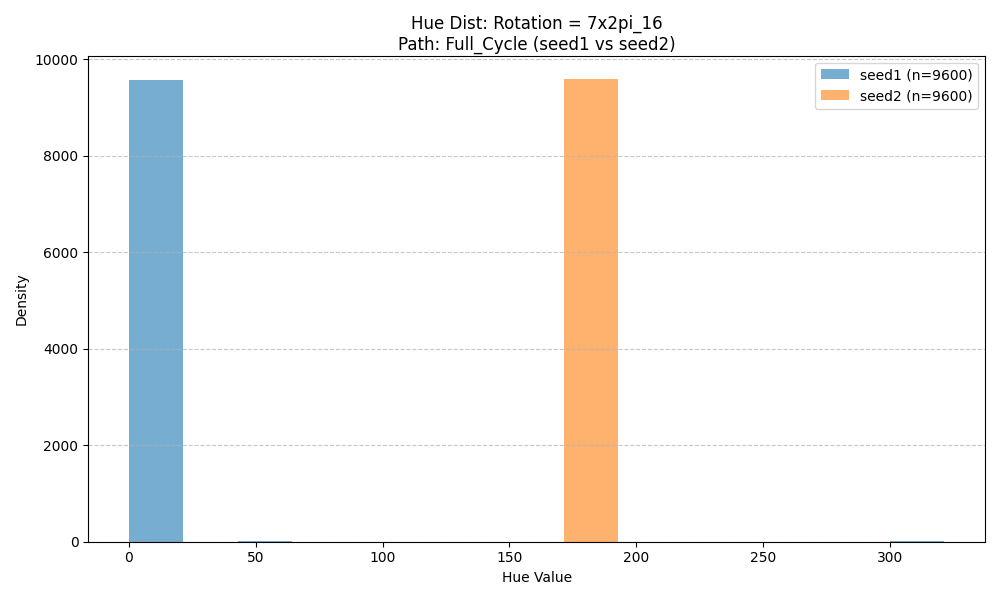 Hue Dist: Rotation = 7x2pi_16
Path: Full_Cycle (seed1 vs seed2)
seed1 (n=9600)
seed2 (n=9600)
Density
10000
8000
6000
4000
2000
0
0 50 100 150 200 250 300
Hue Value